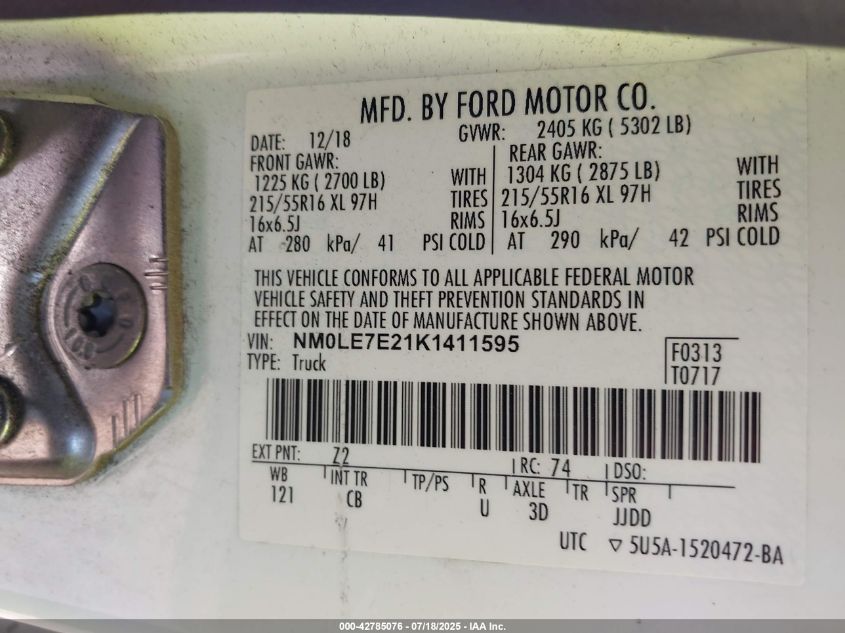 MFD. BY FORD MOTOR CO.
DATE: 12/18 GVWR: 2405 KG ( 5302 LB)
FRONT GAWR: REAR GAWR:
1225 KG ( 2700 LB) WITH 1304 KG ( 2875 LB) WITH
215/55R16 XL 97H TIRES 215/55R16 XL 97H TIRES
16x6.5J RIMS 16x6.5J RIMS
AT 280 kPa/ 41 PSI COLD AT 290 kPa/ 42 PSI COLD
THIS VEHICLE CONFORMS TO ALL APPLICABLE FEDERAL MOTOR
VEHICLE SAFETY AND THEFT PREVENTION STANDARDS IN
EFFECT ON THE DATE OF MANUFACTURE SHOWN ABOVE.
VIN: NM0LE7E21K1411595 F0313
TYPE: Truck T0717
EXT PNT: Z2 RC: 74 DSO:
WB INT TR TP/PS R AXLE TR SPR
121 CB U 3D JJDD
UTC ▽ 5U5A-1520472-BA
000-42785076 - 07/18/2025 - IAA Inc.